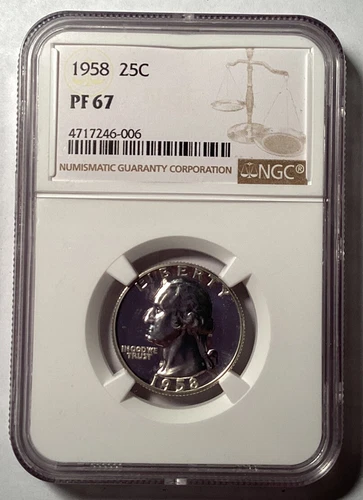 1958 25C
PF 67
4717246-006
NUMISMATIC GUARANTY CORPORATION
NGC®
LIBERTY
IN GOD WE
TRUST
1958